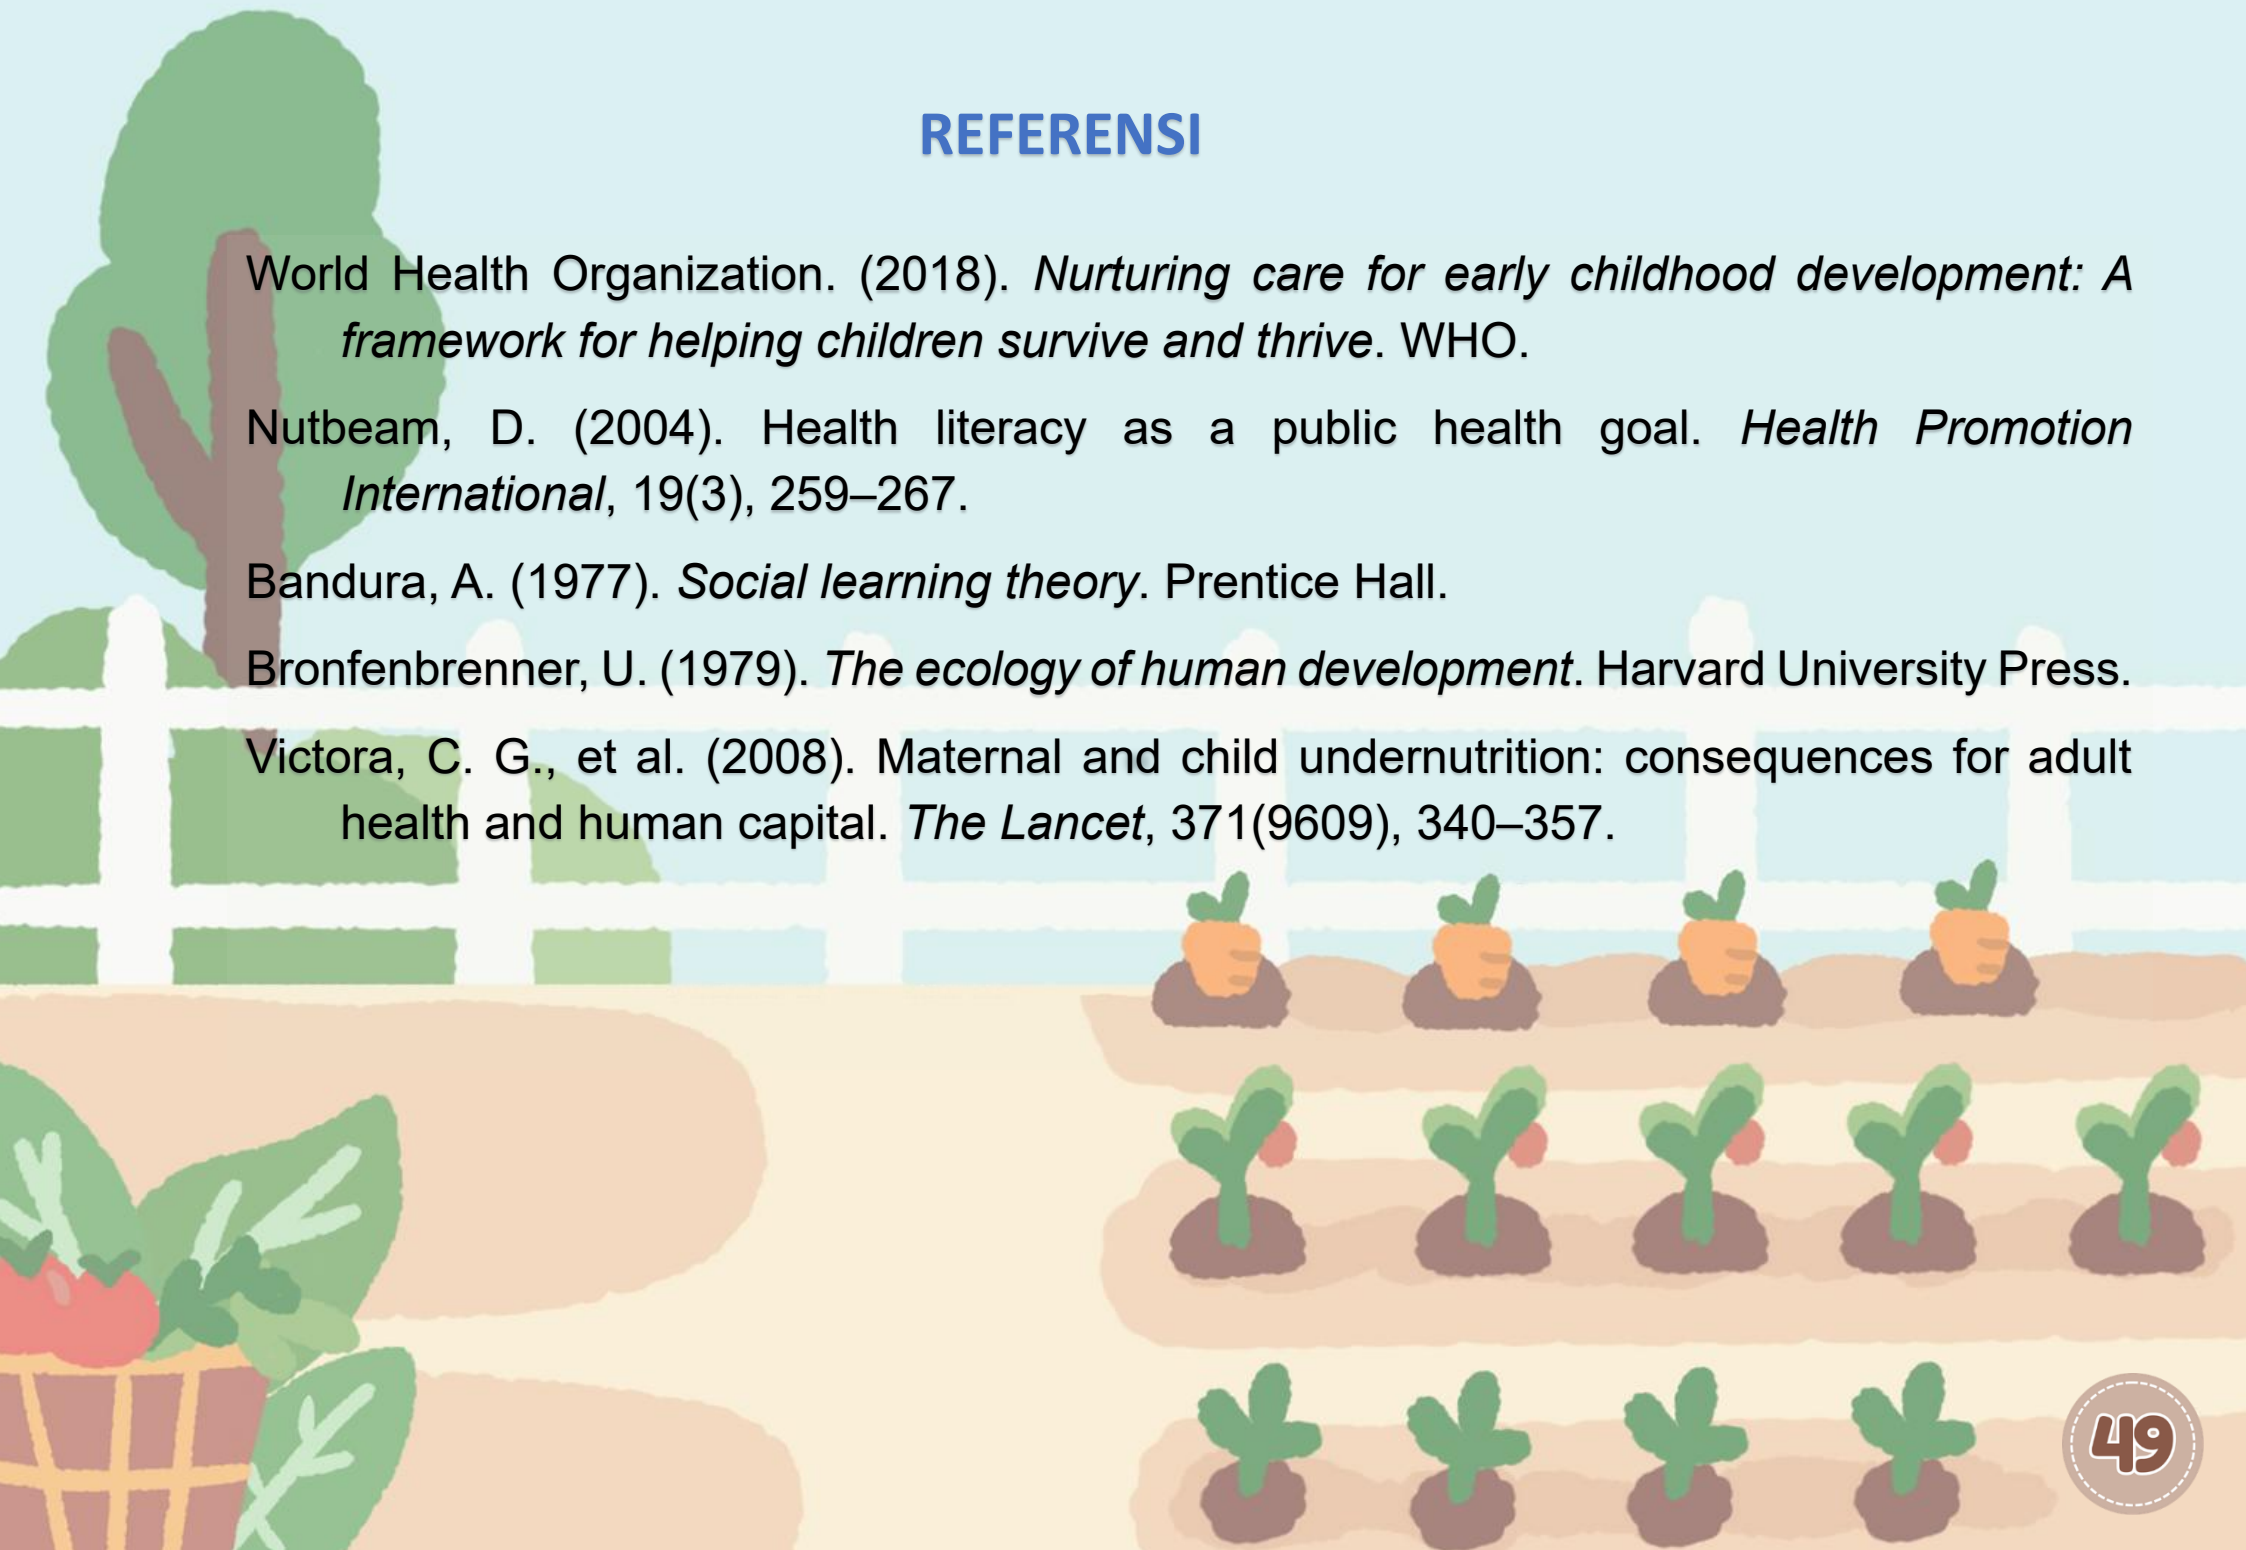 REFERENSI
World Health Organization. (2018). Nurturing care for early childhood development: A
framework for helping children survive and thrive. WHO.
Nutbeam, D. (2004). Health literacy as a public health goal. Health Promotion
International, 19(3), 259–267.
Bandura, A. (1977). Social learning theory. Prentice Hall.
Bronfenbrenner, U. (1979). The ecology of human development. Harvard University Press.
Victora, C. G., et al. (2008). Maternal and child undernutrition: consequences for adult
health and human capital. The Lancet, 371(9609), 340–357.
49